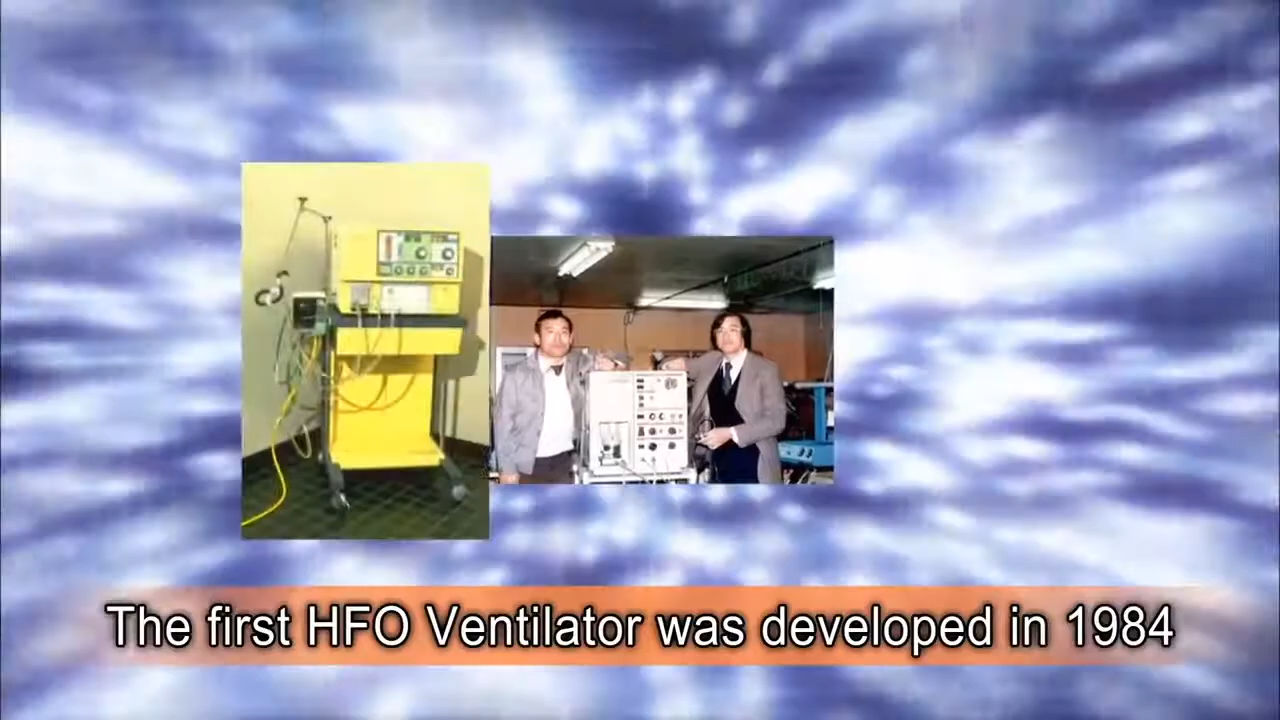 The first HFO Ventilator was developed in 1984